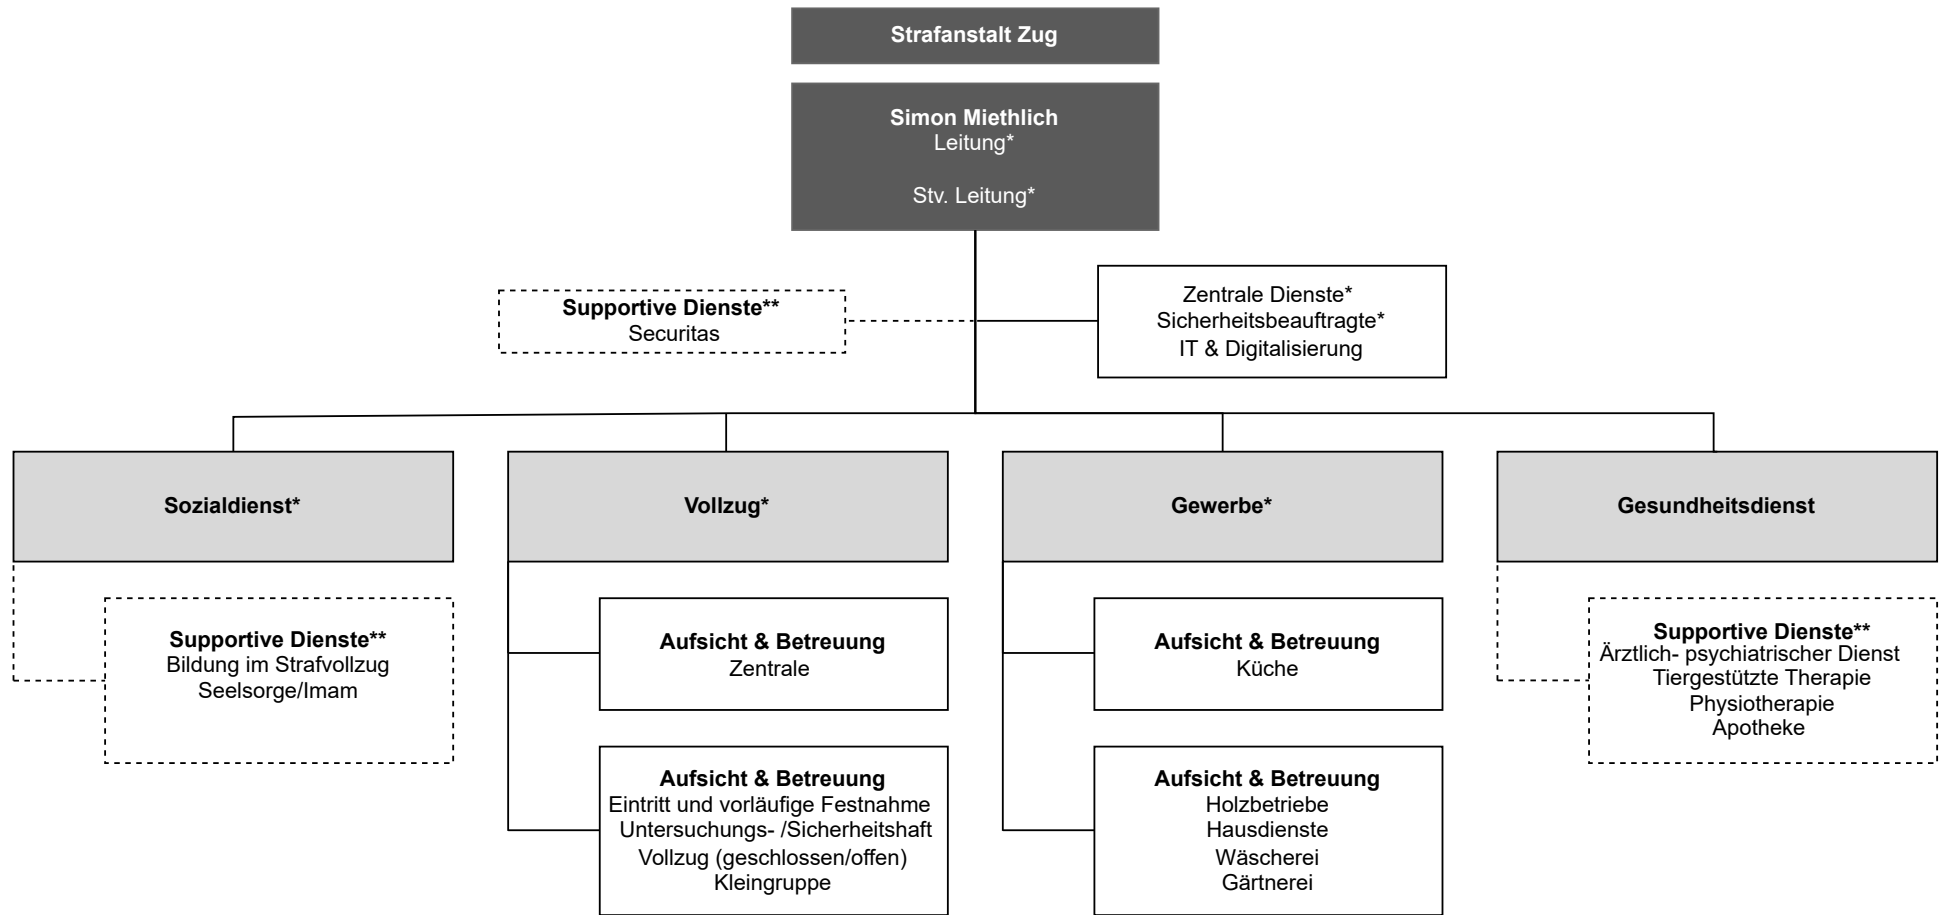 Strafanstalt Zug
Simon Miethlich
Leitung*
Stv. Leitung*
Supportive Dienste**
Securitas
Zentrale Dienste*
Sicherheitsbeauftragte*
IT & Digitalisierung
Sozialdienst*
Vollzug*
Gewerbe*
Gesundheitsdienst
Supportive Dienste**
Bildung im Strafvollzug
Seelsorge/Imam
Aufsicht & Betreuung
Zentrale
Aufsicht & Betreuung
Küche
Supportive Dienste**
Ärztlich- psychiatrischer Dienst
Tiergestützte Therapie
Physiotherapie
Apotheke
Aufsicht & Betreuung
Eintritt und vorläufige Festnahme
Untersuchungs- /Sicherheitshaft
Vollzug (geschlossen/offen)
Kleingruppe
Aufsicht & Betreuung
Holzbetriebe
Hausdienste
Wäscherei
Gärtnerei